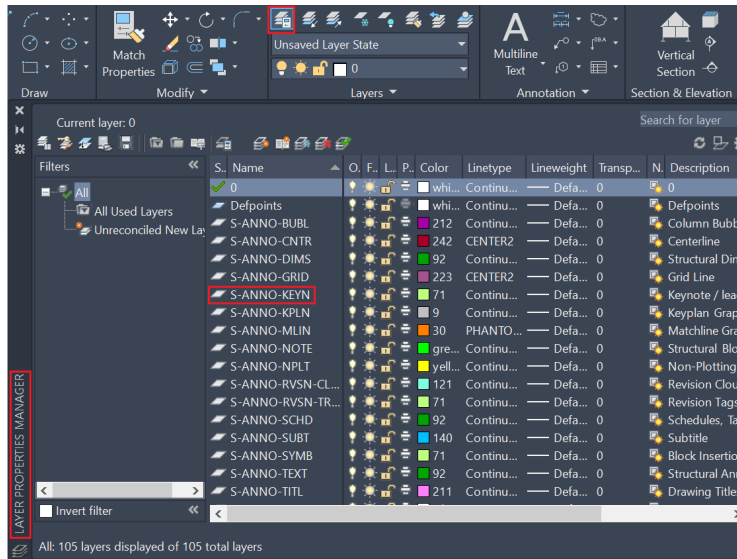 Unsaved Layer State
0
Match
Properties
Multiline
Text
Vertical
Section
Draw
Modify
Layers
Annotation
Section & Elevation
Current layer: 0
Search for layer
Filters
All
All Used Layers
Unreconciled New La
S.. Name O. F.. L.. P.. Color Linetype Lineweight Transp... N. Description
0 whi... Continu... Defa... 0 0
Defpoints whi... Continu... Defa... 0 Defpoints
S-ANNO-BUBL 212 Continu... Defa... 0 Column Bubb
S-ANNO-CNTR 242 CENTER2 Defa... 0 Centerline
S-ANNO-DIMS 92 Continu... Defa... 0 Structural Dim
S-ANNO-GRID 223 CENTER2 Defa... 0 Grid Line
S-ANNO-KEYN 71 Continu... Defa... 0 Keynote / lea
S-ANNO-KPLN 9 Continu... Defa... 0 Keyplan Grap
S-ANNO-MLIN 30 PHANTO... Defa... 0 Matchline Gra
S-ANNO-NOTE gre... Continu... Defa... 0 Structural Blo
S-ANNO-NPLT yell... Continu... Defa... 0 Non-Plotting
S-ANNO-RVSN-CL... 121 Continu... Defa... 0 Revision Clou
S-ANNO-RVSN-TR... 71 Continu... Defa... 0 Revision Tags
S-ANNO-SCHD 92 Continu... Defa... 0 Schedules, Ta
S-ANNO-SUBT 140 Continu... Defa... 0 Subtitle
S-ANNO-SYMB 71 Continu... Defa... 0 Block Insertio
S-ANNO-TEXT 92 Continu... Defa... 0 Structural Ann
S-ANNO-TITL 211 Continu... Defa... 0 Drawing Title
Invert filter
LAYER PROPERTIES MANAGER
All: 105 layers displayed of 105 total layers